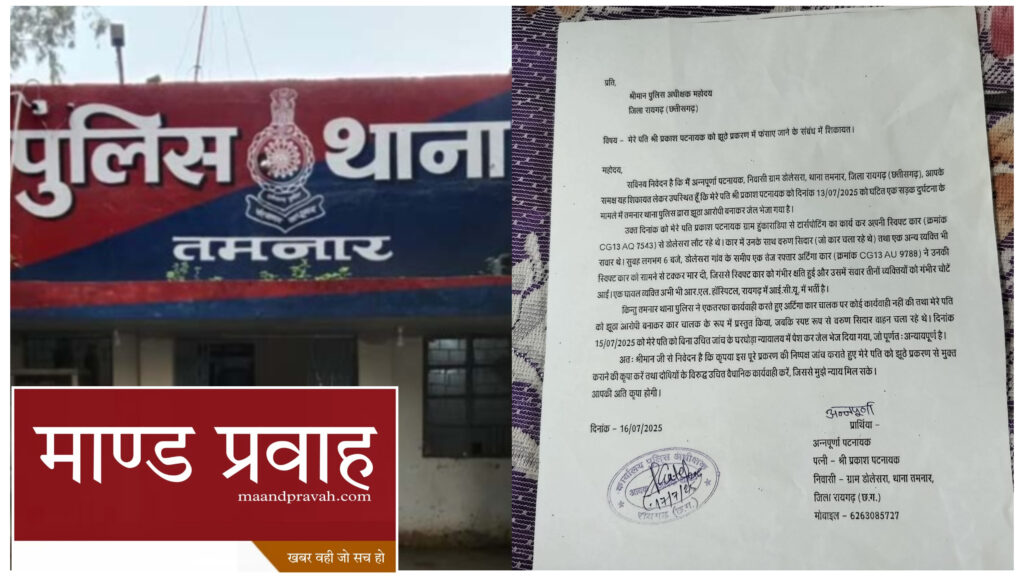 पुलिस थाना
तमनार
माण्ड प्रवाह
maandpravah.com
खबर वही जो सच हो
प्रति,
श्रीमान पुलिस अधीक्षक महोदय
जिला रायगढ़ (छत्तीसगढ़)
विषय – मेरे पति श्री प्रकाश पटनायक को झूठे प्रकरण में फंसाए जाने के संबंध में शिकायत।
महोदय,
सविनय निवेदन है कि मैं अन्नपूर्णा पटनायक, निवासी ग्राम डोलेसरा, थाना तमनार, जिला रायगढ़ (छत्तीसगढ़), आपके
समक्ष यह शिकायत लेकर उपस्थित हूँ कि मेरे पति श्री प्रकाश पटनायक को दिनांक 13/07/2025 को घटित एक सड़क दुर्घटना के
मामले में तमनार थाना पुलिस द्वारा झूठा आरोपी बनाकर जेल भेजा गया है।
उक्त दिनांक को मेरे पति प्रकाश पटनायक ग्राम हुंकाराडिपा से टार्सपोटिंग का कार्य कर अपनी स्विफ्ट कार (क्रमांक
CG13 AQ 7543) से डोलेसरा लौट रहे थे। कार में उनके साथ वरुण सिदार (जो कार चला रहे थे) तथा एक अन्य व्यक्ति भी
सवार थे। सुबह लगभग 6 बजे, डोलेसरा गांव के समीप एक तेज रफ्तार अर्टिगा कार (क्रमांक CG13 AU 9788) ने उनकी
स्विफ्ट कार को सामने से टक्कर मार दी, जिससे स्विफ्ट कार को गंभीर क्षति हुई और उसमें सवार तीनों व्यक्तियों को गंभीर चोटें
आई। एक घायल व्यक्ति अभी भी आर.एल. हॉस्पिटल, रायगढ़ में आई.सी.यू. में भर्ती है।
किन्तु तमनार थाना पुलिस ने एकतरफा कार्यवाही करते हुए अर्टिगा कार चालक पर कोई कार्यवाही नहीं की तथा मेरे पति
को झूठा आरोपी बनाकर कार चालक के रूप में प्रस्तुत किया, जबकि स्पष्ट रूप से वरुण सिदार वाहन चला रहे थे। दिनांक
15/07/2025 को मेरे पति को बिना उचित जांच के घरघोड़ा न्यायालय में पेश कर जेल भेज दिया गया, जो पूर्णतः अन्यायपूर्ण है।
अतः श्रीमान जी से निवेदन है कि कृपया इस पूरे प्रकरण की निष्पक्ष जांच कराते हुए मेरे पति को झूठे प्रकरण से मुक्त
कराने की कृपा करें तथा दोषियों के विरुद्ध उचित वैधानिक कार्यवाही करें, जिससे मुझे न्याय मिल सके।
आपकी अति कृपा होगी।
दिनांक – 16/07/2025
अन्नपूर्णा
प्रार्थिया –
अन्नपूर्णा पटनायक
पत्नी – श्री प्रकाश पटनायक
निवासी – ग्राम डोलेसरा, थाना तमनार,
जिला रायगढ़ (छ.ग.)
मोबाइल – 6263085727
कार्यालय पुलिस अधीक्षक
17/7/25
रायगढ़ (छ.ग.)